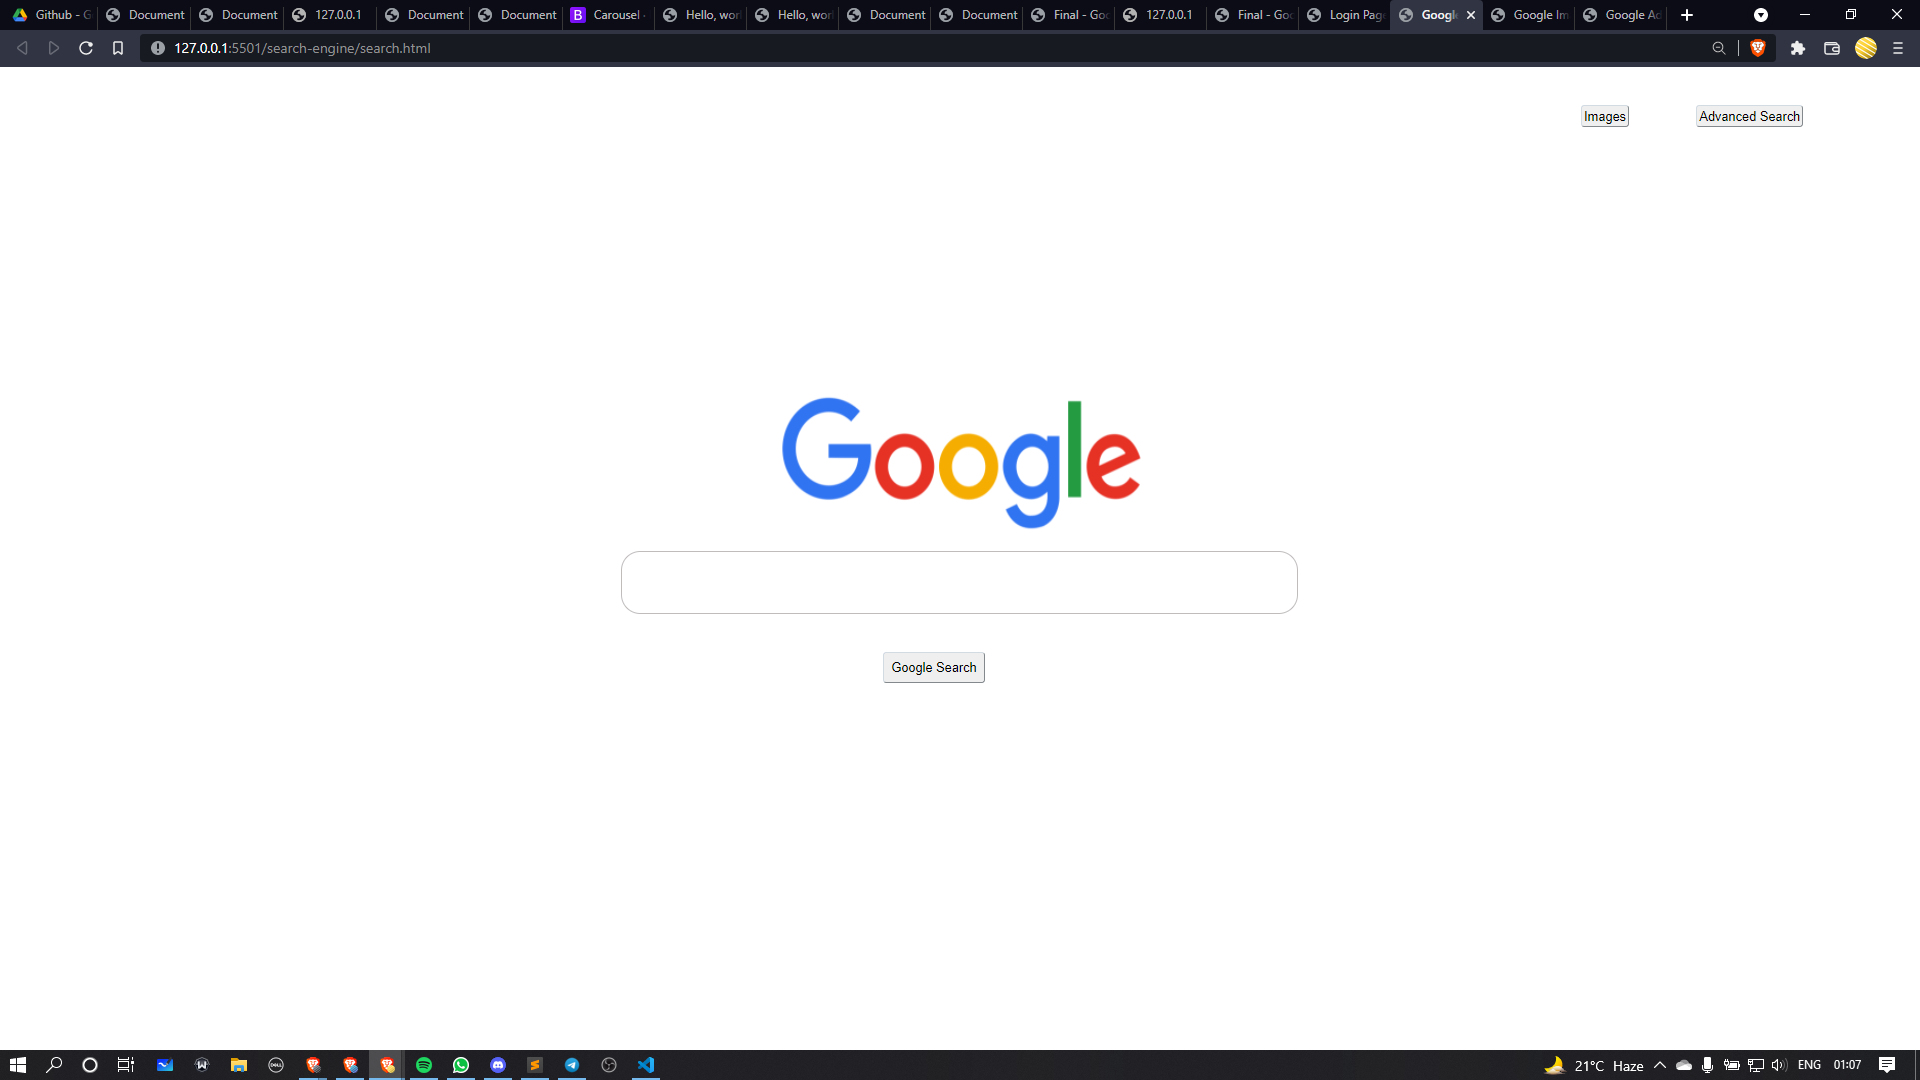 Github - G
Document
Document
127.0.0.1
Document
Document
B
Carousel
Hello, wor
Hello, wor
Document
Document
Final - Goo
127.0.0.1
Final - Goo
Login Page
Google
Google Im
Google Ad
127.0.0.1:5501/search-engine/search.html
Images
Advanced Search
Google
Google Search
DELL
21°C Haze
ENG
01:07